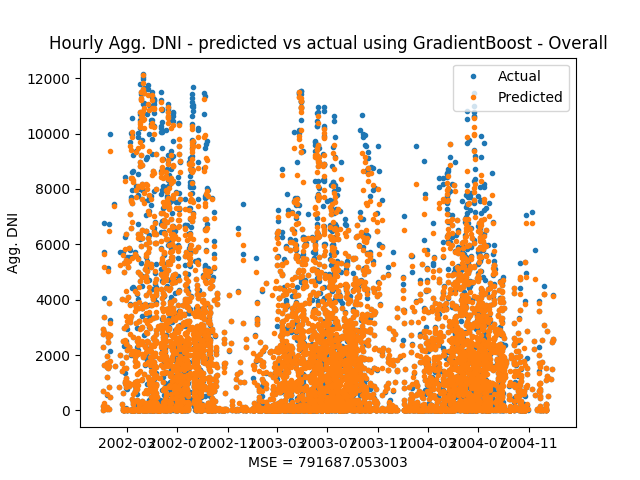 Hourly Agg. DNI - predicted vs actual using GradientBoost - Overall
Actual
Predicted
12000
10000
8000
6000
4000
2000
0
Agg. DNI
2002-03 2002-07 2002-11 2003-03 2003-07 2003-11 2004-03 2004-07 2004-11
MSE = 791687.053003